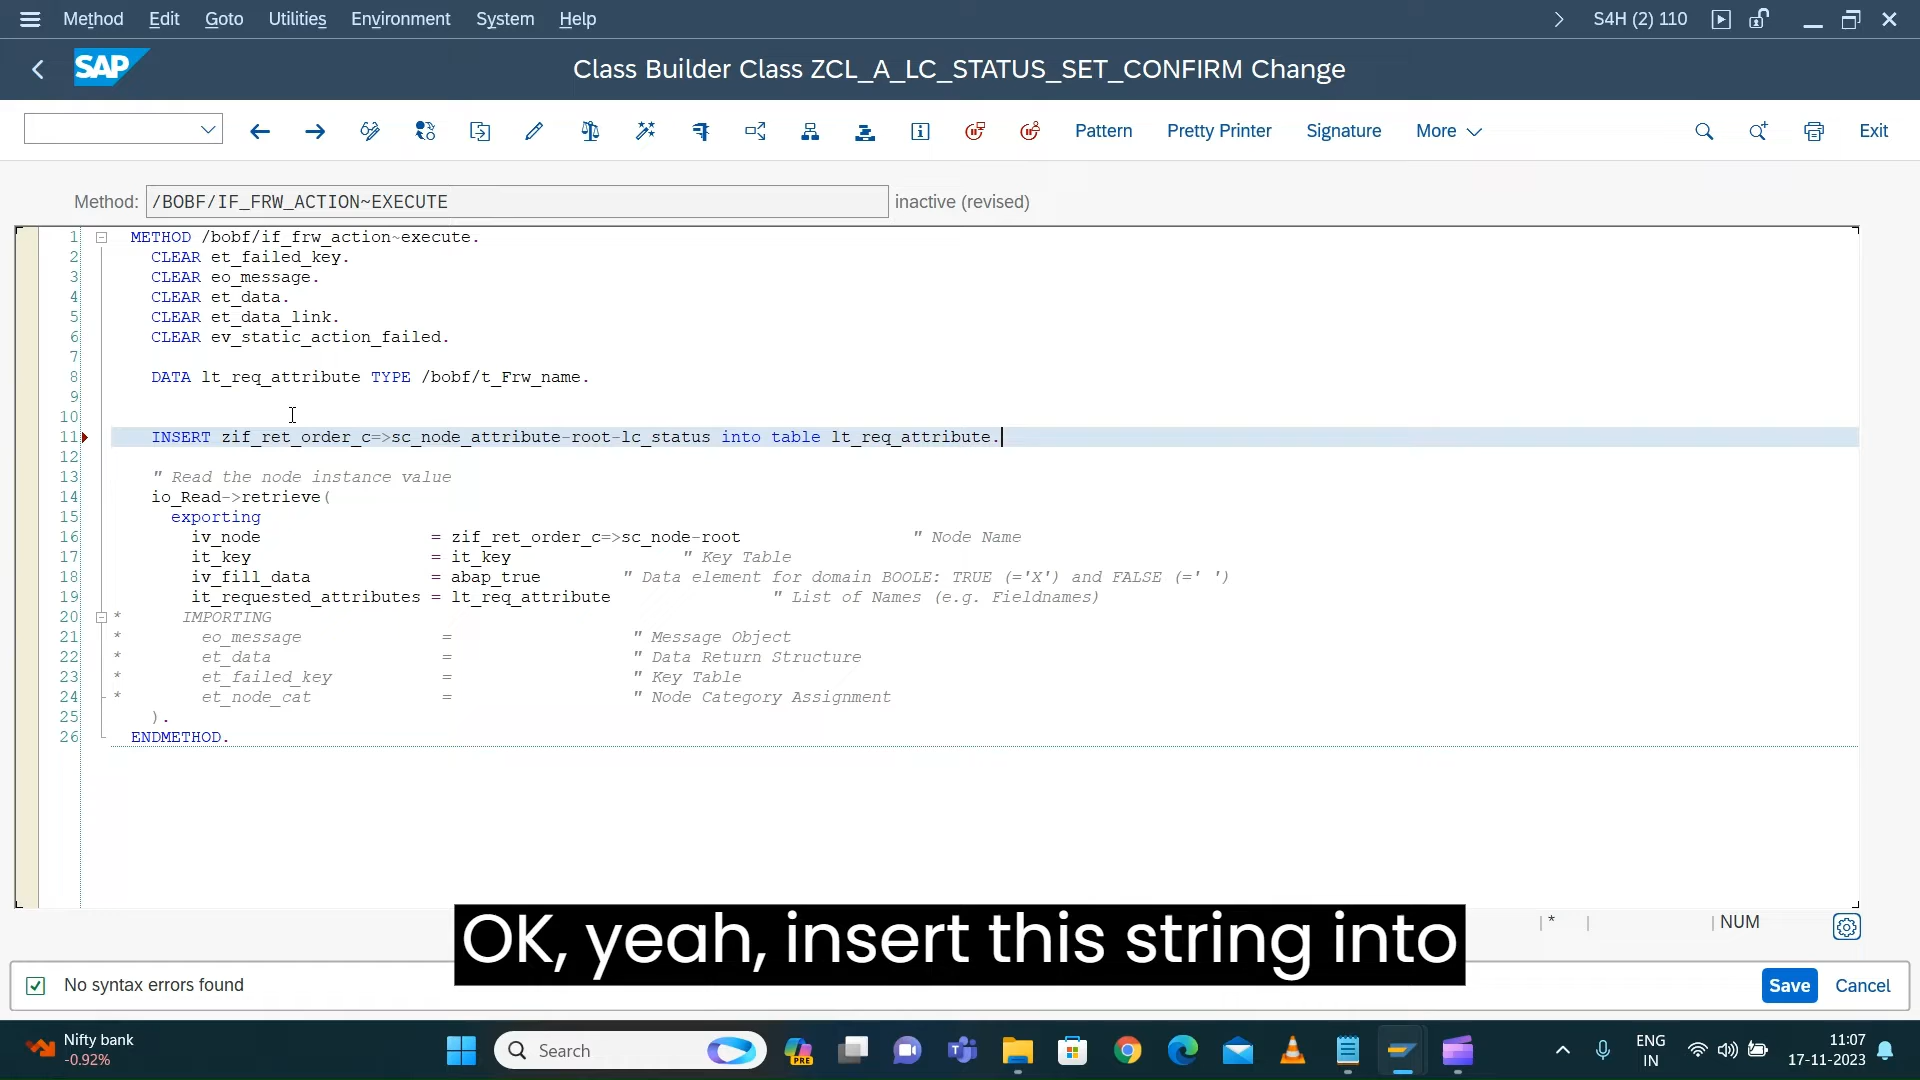 Method Edit Goto Utilities Environment System Help S4H (2) 110
SAP Class Builder Class ZCL_A_LC_STATUS_SET_CONFIRM Change
Pattern Pretty Printer Signature More Exit
Method: /BOBF/IF_FRW_ACTION~EXECUTE inactive (revised)
1 METHOD /bobf/if_frw_action~execute.
2 CLEAR et_failed_key.
3 CLEAR eo_message.
4 CLEAR et_data.
5 CLEAR et_data_link.
6 CLEAR ev_static_action_failed.
7
8 DATA lt_req_attribute TYPE /bobf/t_Frw_name.
9
10
11 INSERT zif_ret_order_c=>sc_node_attribute-root-lc_status into table lt_req_attribute.
12
13 " Read the node instance value
14 io_Read->retrieve(
15 exporting
16 iv_node = zif_ret_order_c=>sc_node-root " Node Name
17 it_key = it_key " Key Table
18 iv_fill_data = abap_true " Data element for domain BOOLE: TRUE (='X') and FALSE (=' ')
19 it_requested_attributes = lt_req_attribute " List of Names (e.g. Fieldnames)
20 * IMPORTING
21 * eo_message = " Message Object
22 * et_data = " Data Return Structure
23 * et_failed_key = " Key Table
24 * et_node_cat = " Node Category Assignment
25 ).
26 ENDMETHOD.
* NUM
OK, yeah, insert this string into
No syntax errors found Save Cancel
Nifty bank
-0.92%
Search
PRE
ENG
IN
11:07
17-11-2023